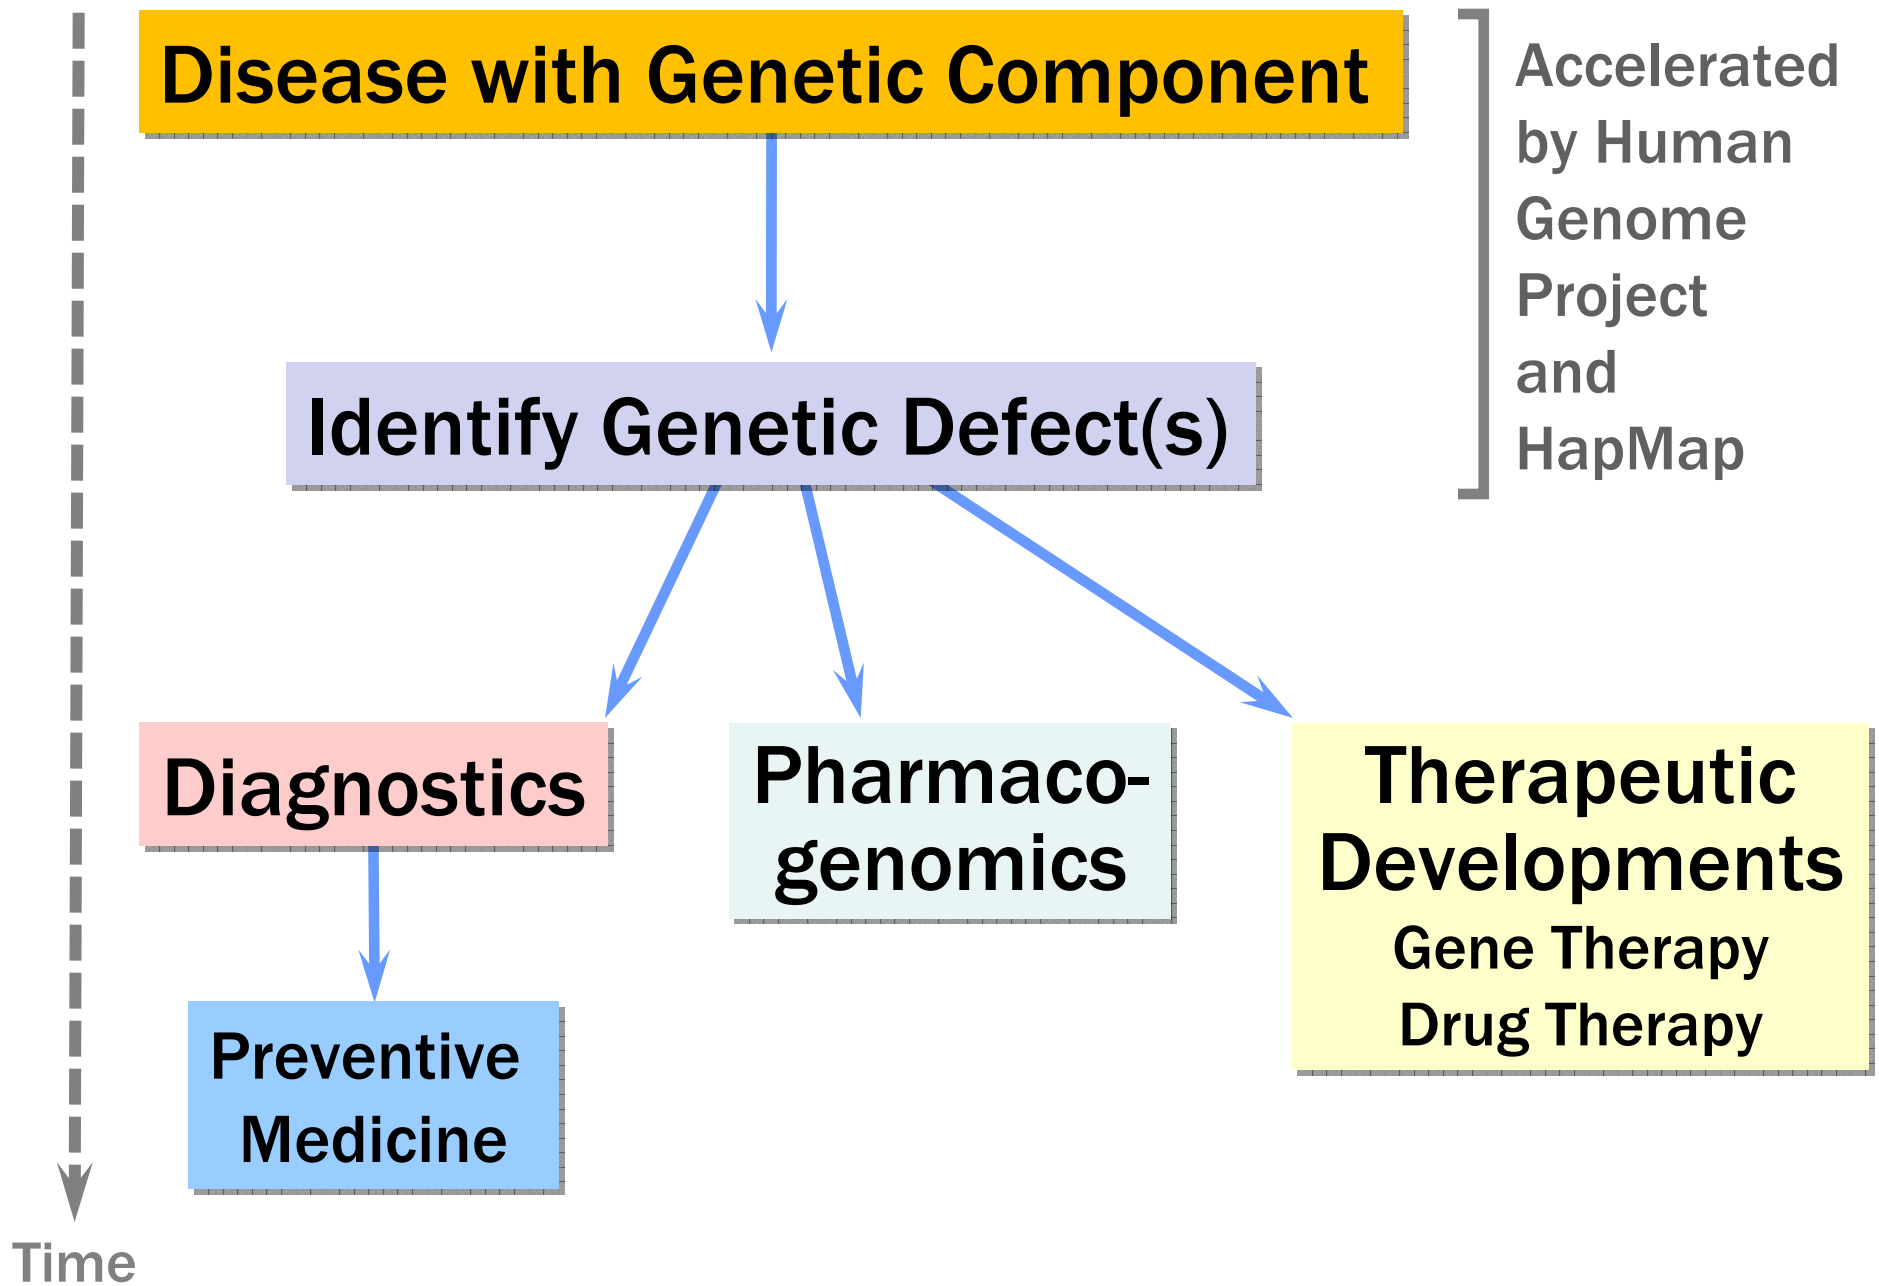 Disease with Genetic Component
Accelerated
by Human
Genome
Project
and
HapMap
Identify Genetic Defect(s)
Diagnostics
Pharmaco-
genomics
Therapeutic
Developments
Gene Therapy
Drug Therapy
Preventive
Medicine
Time